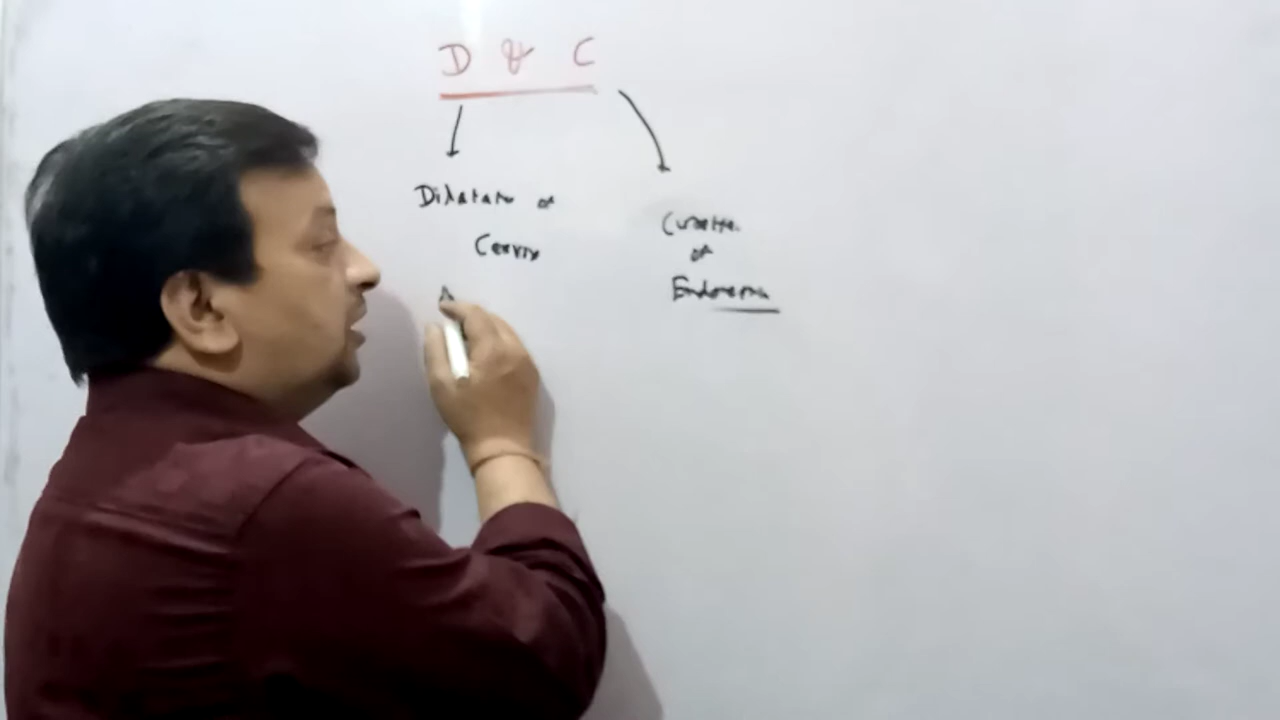 D & C
Dilatation of
Cervix
Curettage
of
Endometrium